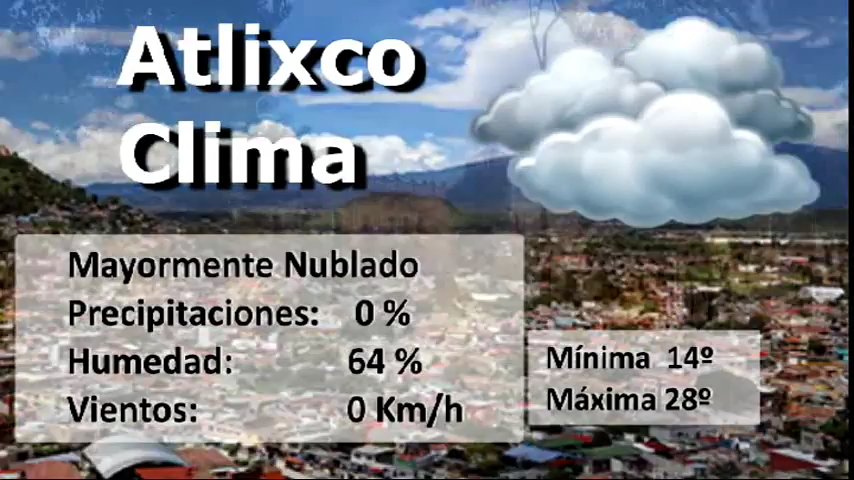 Atlixco
Clima
Mayormente Nublado
Precipitaciones: 0 %
Humedad: 64 %
Vientos: 0 Km/h
Mínima 14º
Máxima 28º